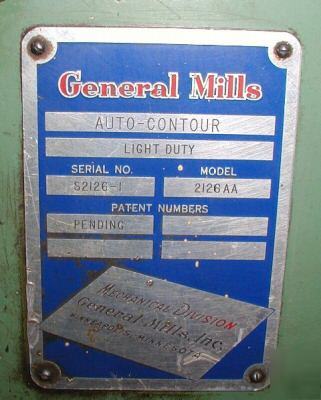 General Mills
AUTO-CONTOUR
LIGHT DUTY
SERIAL NO. MODEL
S2126-1 2126AA
PATENT NUMBERS
PENDING
MECHANICAL DIVISION
General Mills, Inc.
MINNEAPOLIS, MINNESOTA